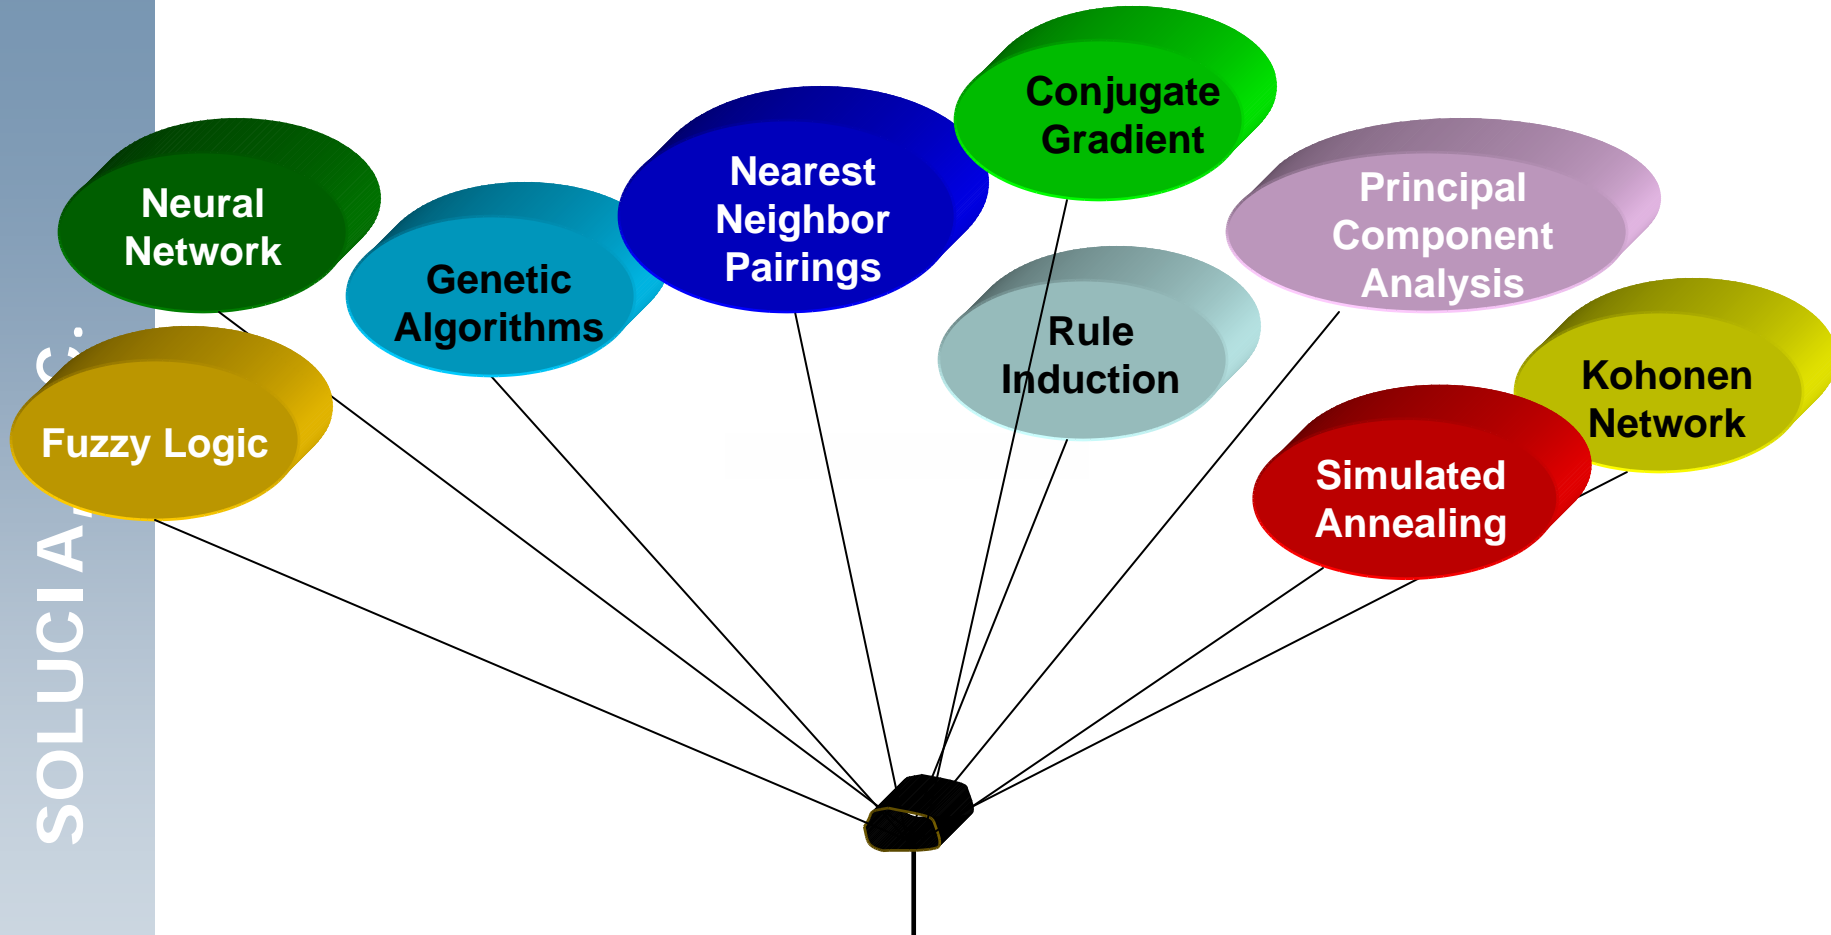 Conjugate
Gradient
Neural
Network
Genetic
Algorithms
Nearest
Neighbor
Pairings
Principal
Component
Analysis
Rule
Induction
Kohonen
Network
Fuzzy Logic
Simulated
Annealing
SOLUCI A, C.